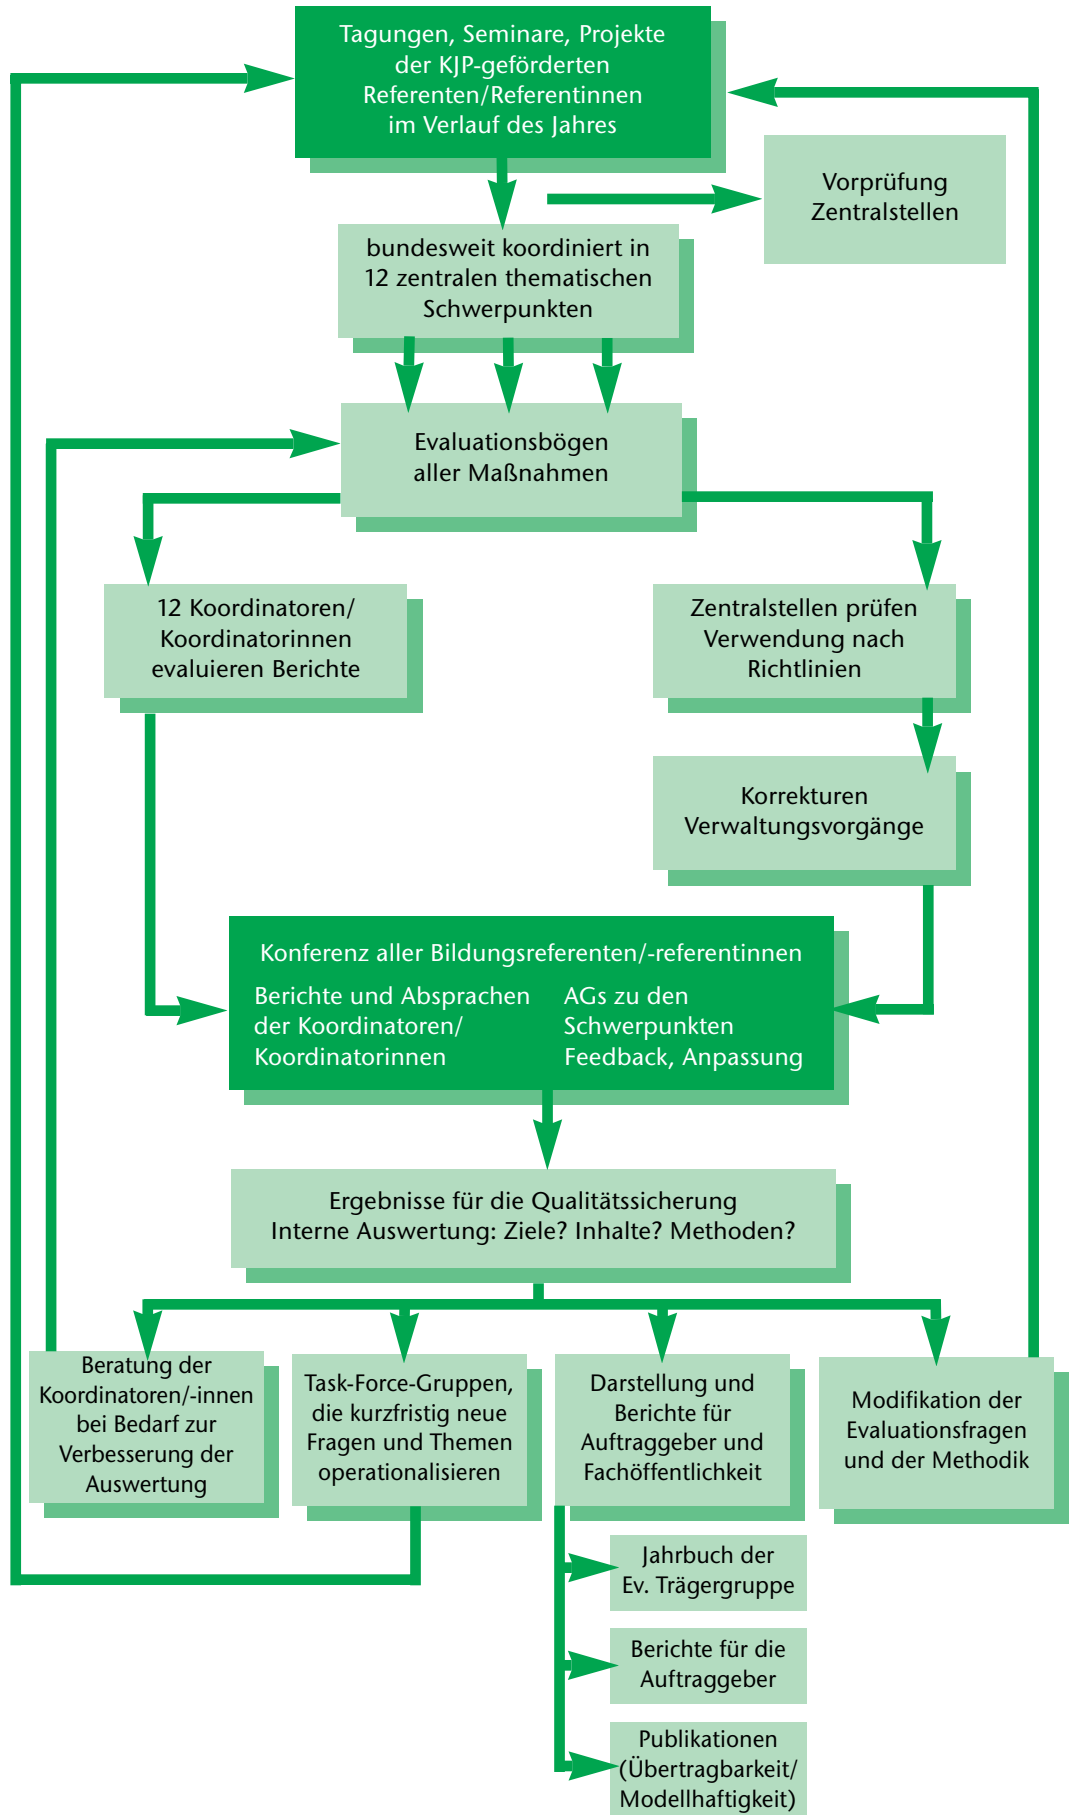 Tagungen, Seminare, Projekte
der KJP-geförderten
Referenten/Referentinnen
im Verlauf des Jahres
Vorprüfung
Zentralstellen
bundesweit koordiniert in
12 zentralen thematischen
Schwerpunkten
Evaluationsbögen
aller Maßnahmen
12 Koordinatoren/
Koordinatorinnen
evaluieren Berichte
Zentralstellen prüfen
Verwendung nach
Richtlinien
Korrekturen
Verwaltungsvorgänge
Konferenz aller Bildungsreferenten/-referentinnen
Berichte und Absprachen
der Koordinatoren/
Koordinatorinnen
AGs zu den
Schwerpunkten
Feedback, Anpassung
Ergebnisse für die Qualitätssicherung
Interne Auswertung: Ziele? Inhalte? Methoden?
Beratung der
Koordinatoren/-innen
bei Bedarf zur
Verbesserung der
Auswertung
Task-Force-Gruppen,
die kurzfristig neue
Fragen und Themen
operationalisieren
Darstellung und
Berichte für
Auftraggeber und
Fachöffentlichkeit
Modifikation der
Evaluationsfragen
und der Methodik
Jahrbuch der
Ev. Trägergruppe
Berichte für die
Auftraggeber
Publikationen
(Übertragbarkeit/
Modellhaftigkeit)